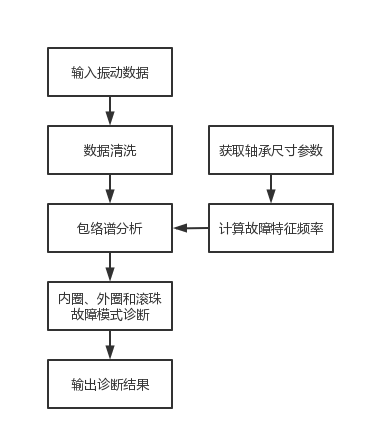 输入振动数据
数据清洗
获取轴承尺寸参数
包络谱分析
计算故障特征频率
内圈、外圈和滚珠
故障模式诊断
输出诊断结果